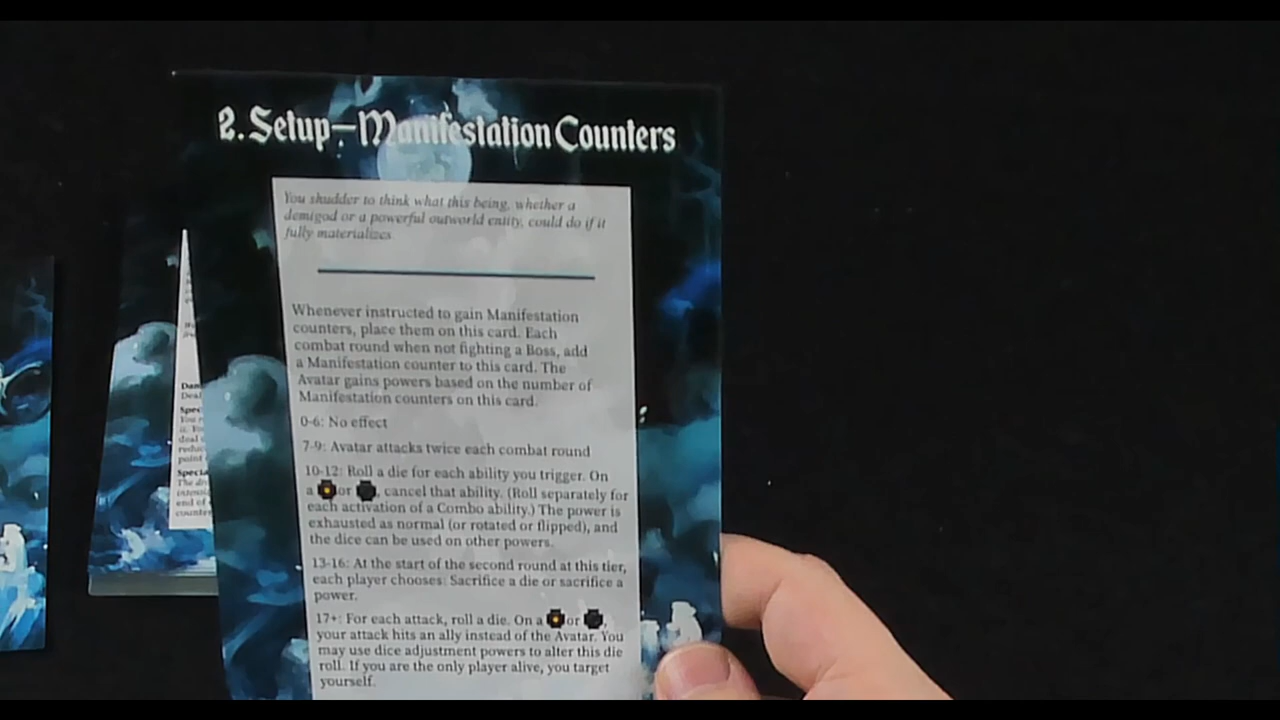 2. Setup—Manifestation Counters
You shudder to think what this being, whether a
demigod or a powerful outworld entity, could do if it
fully materializes
Whenever instructed to gain Manifestation
counters, place them on this card. Each
combat round when not fighting a Boss, add
a Manifestation counter to this card. The
Avatar gains powers based on the number of
Manifestation counters on this card.
0-6: No effect
7-9: Avatar attacks twice each combat round
10-12: Roll a die for each ability you trigger. On
a or , cancel that ability. (Roll separately for
each activation of a Combo ability.) The power is
exhausted as normal (or rotated or flipped), and
the dice can be used on other powers.
13-16: At the start of the second round at this tier,
each player chooses: Sacrifice a die or sacrifice a
power.
17+: For each attack, roll a die. On a or ,
your attack hits an ally instead of the Avatar. You
may use dice adjustment powers to alter this die
roll. If you are the only player alive, you target
yourself.